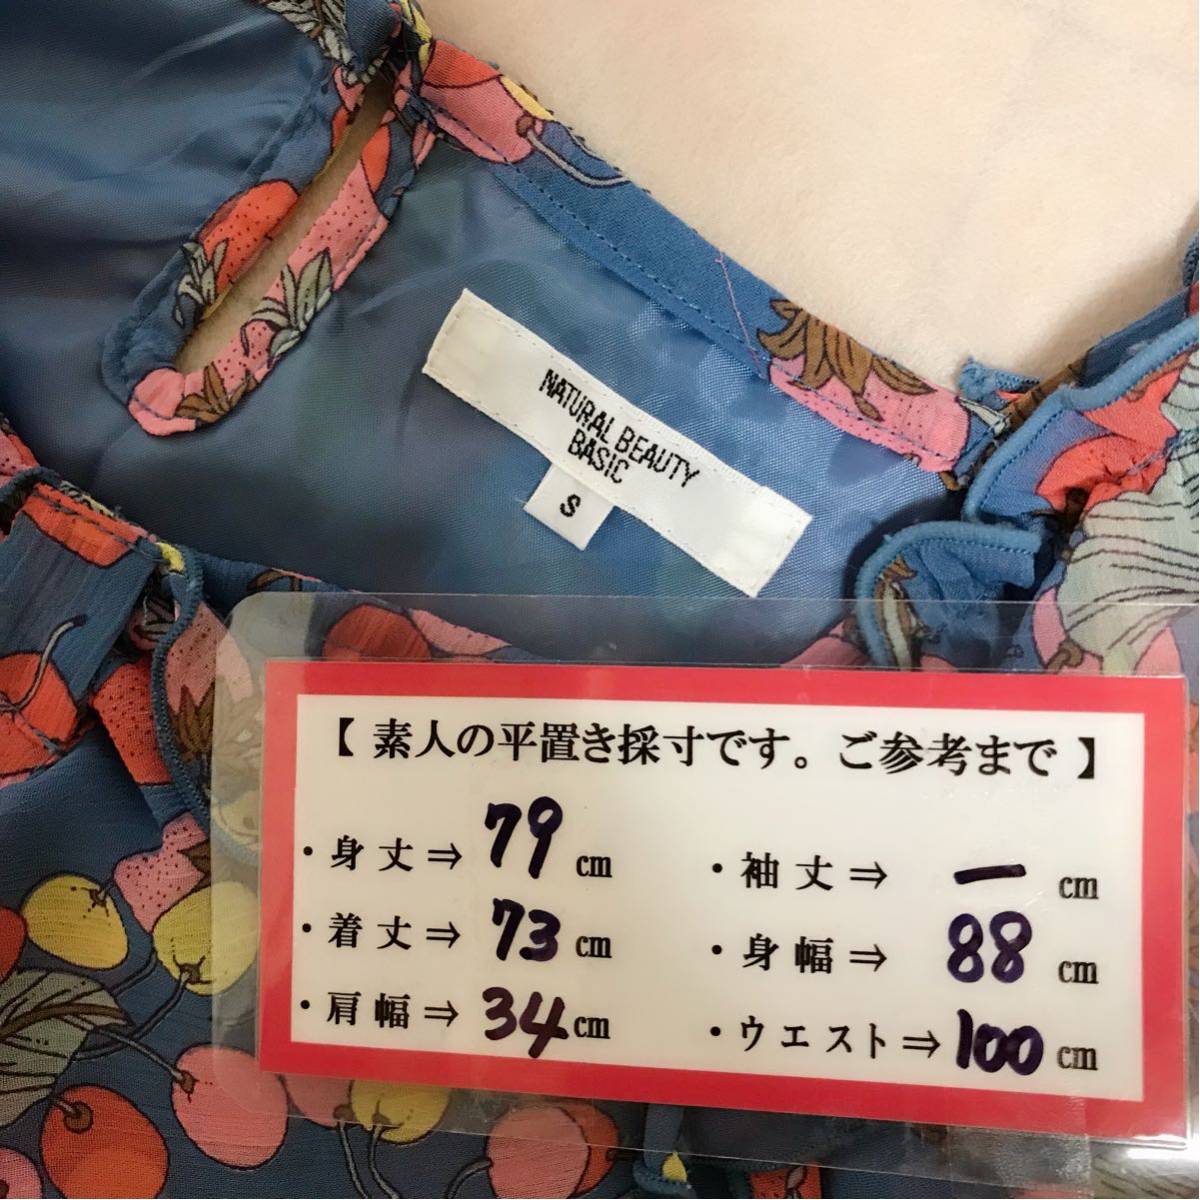 NATURAL BEAUTY
BASIC
S
【 素人の平置き採寸です。ご参考まで 】
・身丈⇒ 79 cm
・着丈⇒ 73 cm
・肩幅⇒ 34 cm
・袖丈⇒ ー cm
・身幅⇒ 88 cm
・ウエスト⇒ 100 cm